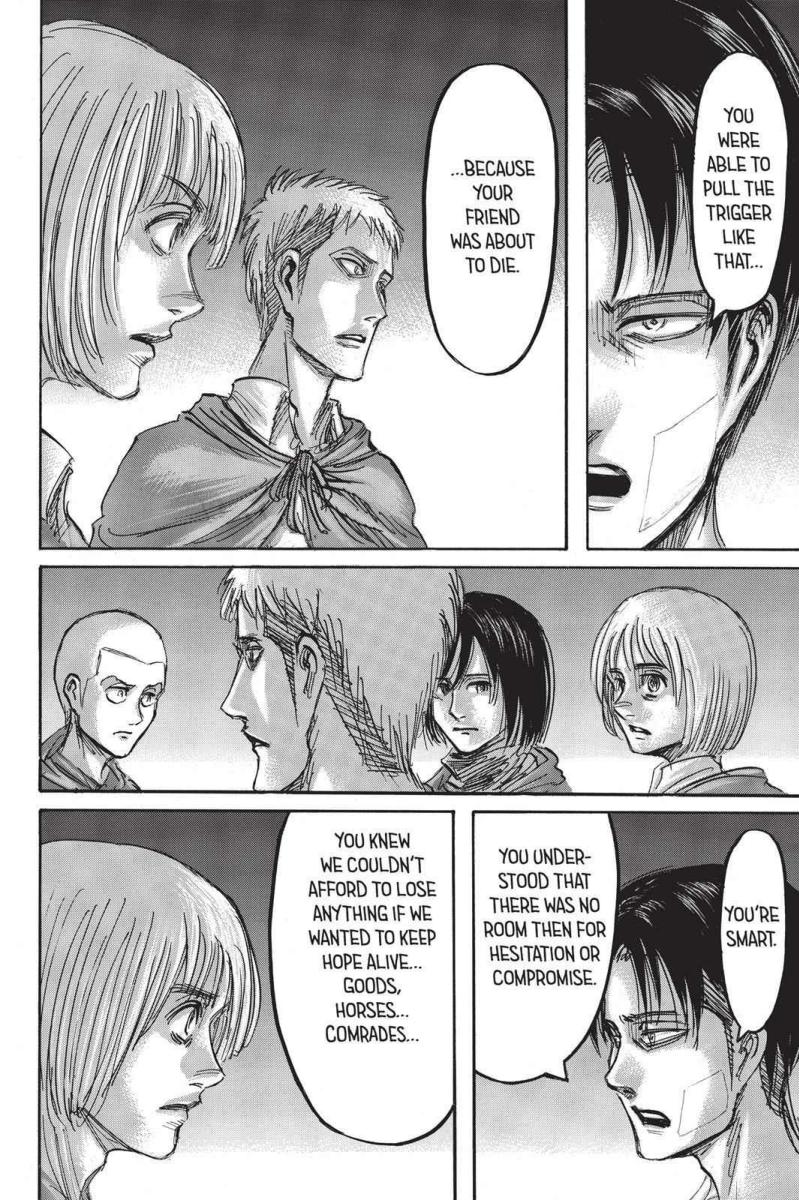 YOU
WERE
ABLE TO
PULL THE
TRIGGER
LIKE
THAT...
...BECAUSE
YOUR
FRIEND
WAS ABOUT
TO DIE.
YOU'RE
SMART.
YOU UNDER-
STOOD THAT
THERE WAS NO
ROOM THEN FOR
HESITATION OR
COMPROMISE.
YOU KNEW
WE COULDN'T
AFFORD TO LOSE
ANYTHING IF WE
WANTED TO KEEP
HOPE ALIVE...
GOODS,
HORSES...
COMRADES...